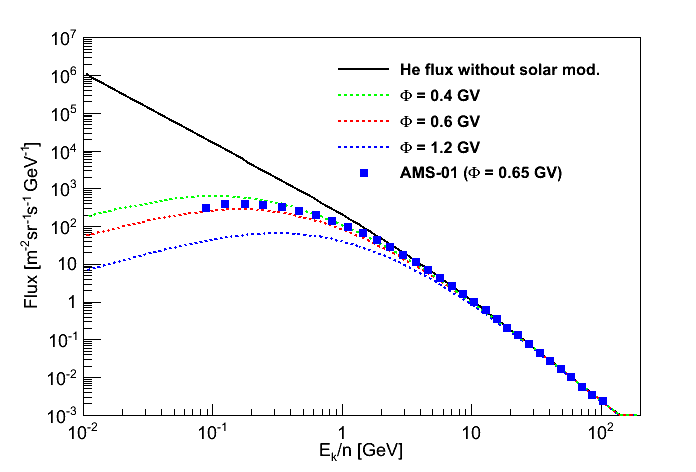 10⁷
10⁶
10⁵
10⁴
10³
10²
10
1
10⁻¹
10⁻²
10⁻³
Flux [m⁻²sr⁻¹s⁻¹ GeV⁻¹]
He flux without solar mod.
Φ = 0.4 GV
Φ = 0.6 GV
Φ = 1.2 GV
AMS-01 (Φ = 0.65 GV)
10⁻² 10⁻¹ 1 10 10²
Eₖ/n [GeV]